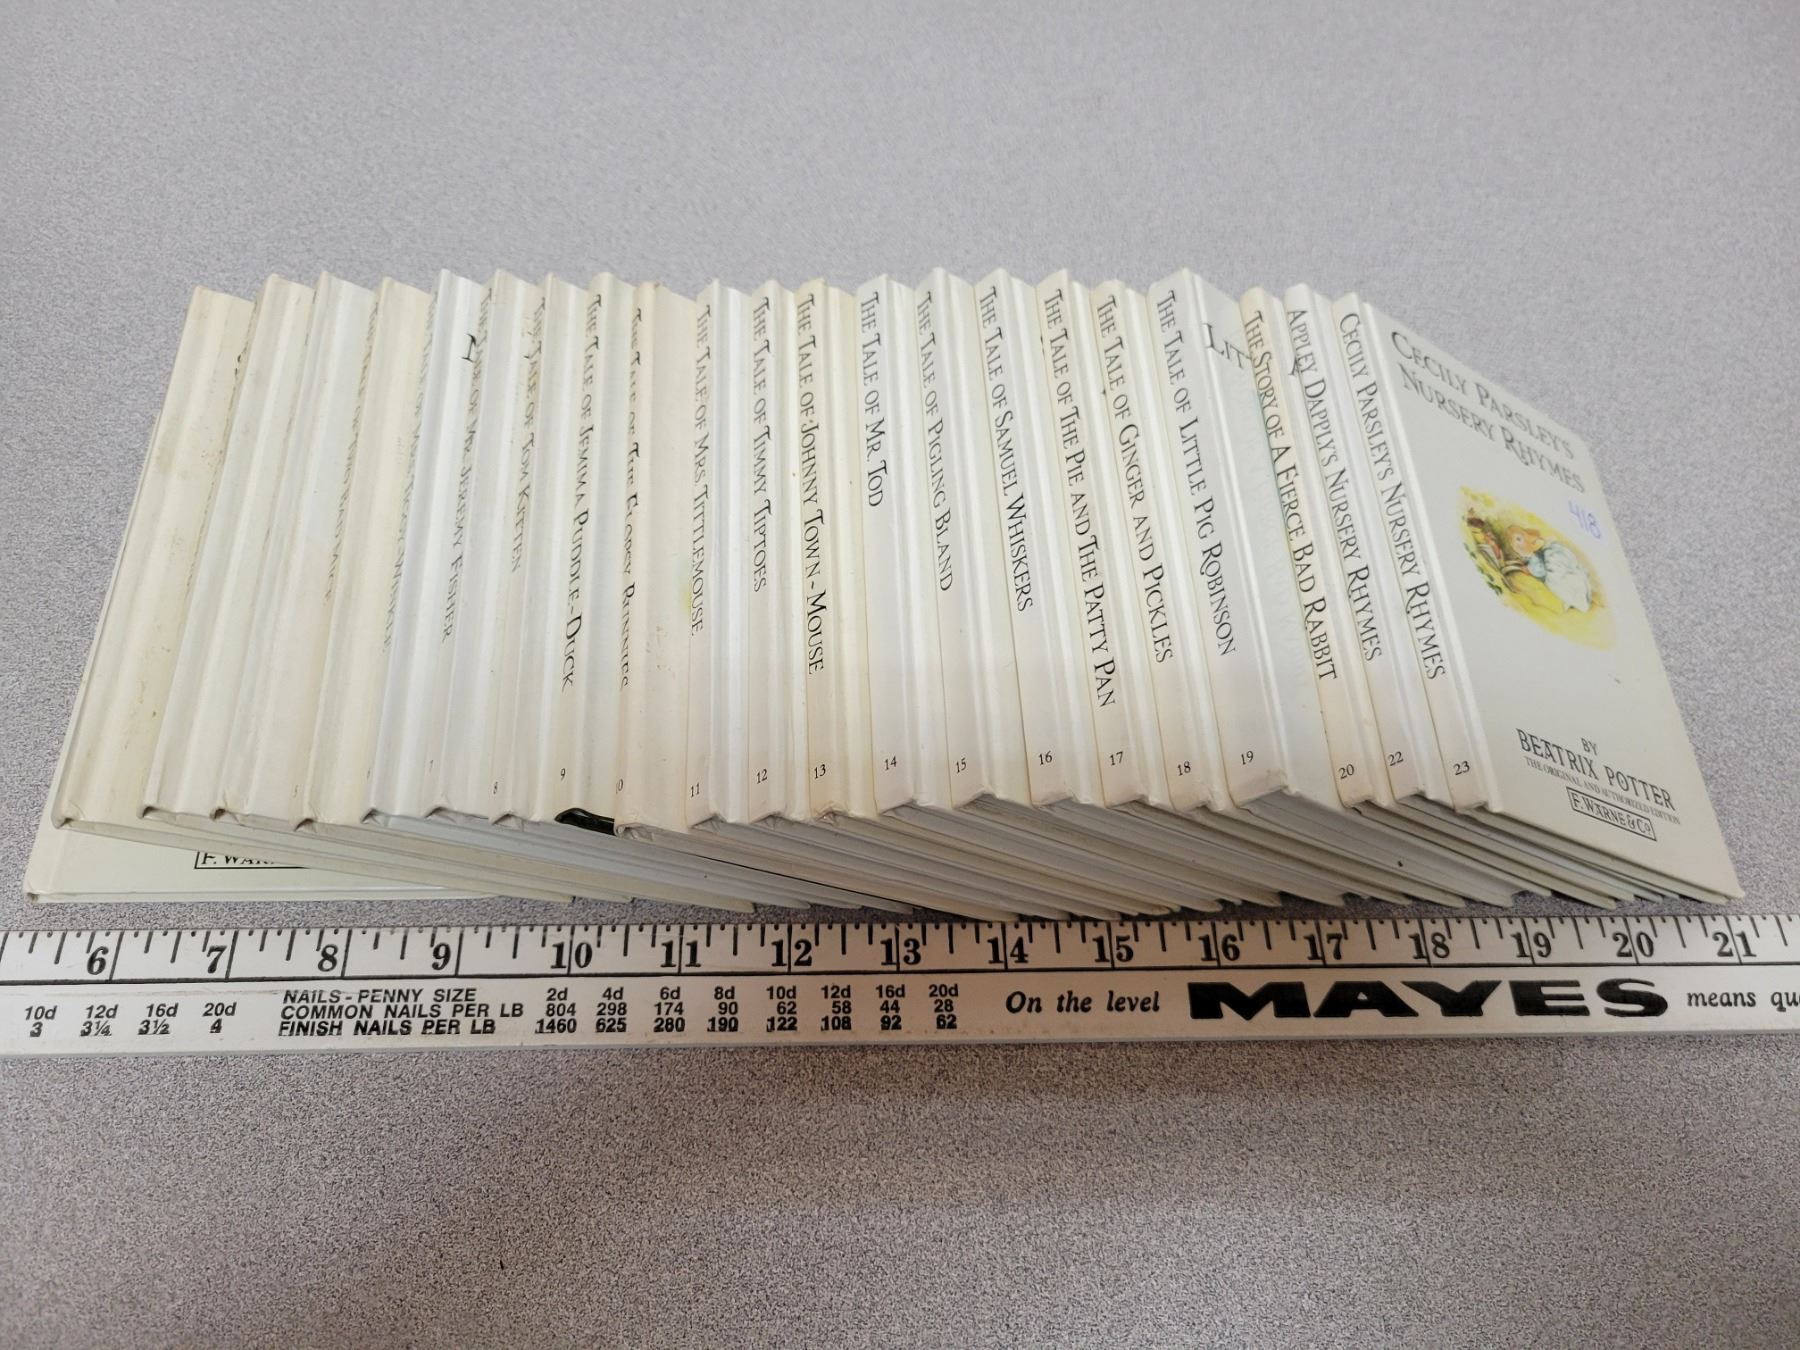 THE TALE OF MR. JEREMY FISHER
7
THE TALE OF TOM KITTEN
8
THE TALE OF JEMIMA PUDDLE-DUCK
9
THE TALE OF THE FLOPSY BUNNIES
10
THE TALE OF MRS TITTLEMOUSE
11
THE TALE OF TIMMY TIPTOES
12
THE TALE OF JOHNNY TOWN-MOUSE
13
THE TALE OF MR. TOD
14
THE TALE OF PIGLING BLAND
15
THE TALE OF SAMUEL WHISKERS
16
THE TALE OF THE PIE AND THE PATTY PAN
17
THE TALE OF GINGER AND PICKLES
18
THE TALE OF LITTLE PIG ROBINSON
19
LITT
THE STORY OF A FIERCE BAD RABBIT
20
APPLEY DAPPLY'S NURSERY RHYMES
22
CECILY PARSLEY'S NURSERY RHYMES
23
CECILY PARSLEY'S
NURSERY RHYMES
418
BY
BEATRIX POTTER
THE ORIGINAL AND AUTHORIZED EDITION
F. WARNE & Co
6 7 8 9 10 11 12 13 14 15 16 17 18 19 20 21
10d 12d 16d 20d
3 3¼ 3½ 4
NAILS - PENNY SIZE 2d 4d 6d 8d 10d 12d 16d 20d
COMMON NAILS PER LB 804 298 174 90 62 58 44 28
FINISH NAILS PER LB 1460 625 280 190 122 108 92 62
On the level MAYES means qu